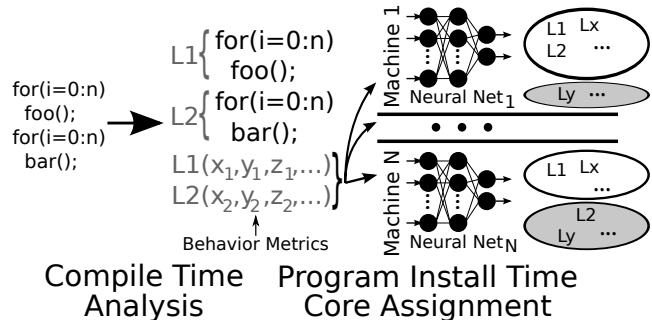 for(i=0:n)
foo();
for(i=0:n)
bar();
L1{ for(i=0:n)
foo();
L2{ for(i=0:n)
bar();
L1(x1,y1,z1,...)
L2(x2,y2,z2,...)
}
Behavior Metrics
Machine 1
Neural Net1
L1 Lx
L2 ...
Ly ...
• • •
Machine N
Neural NetN
L1 Lx
...
L2
Ly ...
Compile Time
Analysis
Program Install Time
Core Assignment